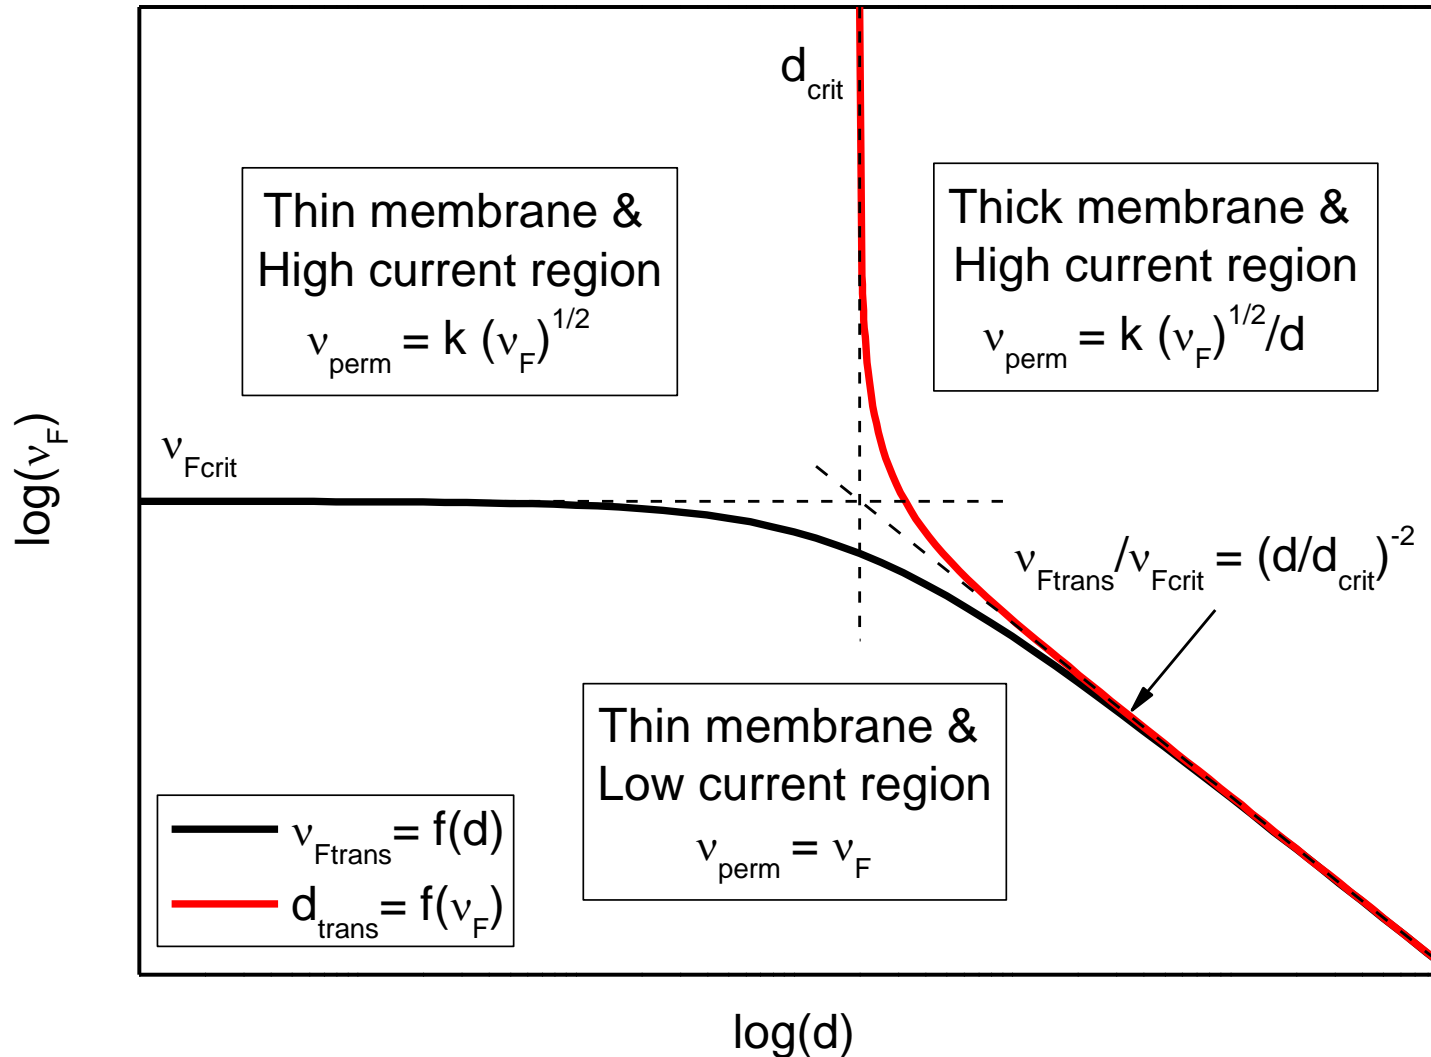 d_crit
Thin membrane &
High current region
ν_perm = k (ν_F)^1/2
Thick membrane &
High current region
ν_perm = k (ν_F)^1/2/d
log(ν_F)
ν_Fcrit
ν_Ftrans/ν_Fcrit = (d/d_crit)^-2
Thin membrane &
Low current region
ν_perm = ν_F
ν_Ftrans= f(d)
d_trans= f(ν_F)
log(d)